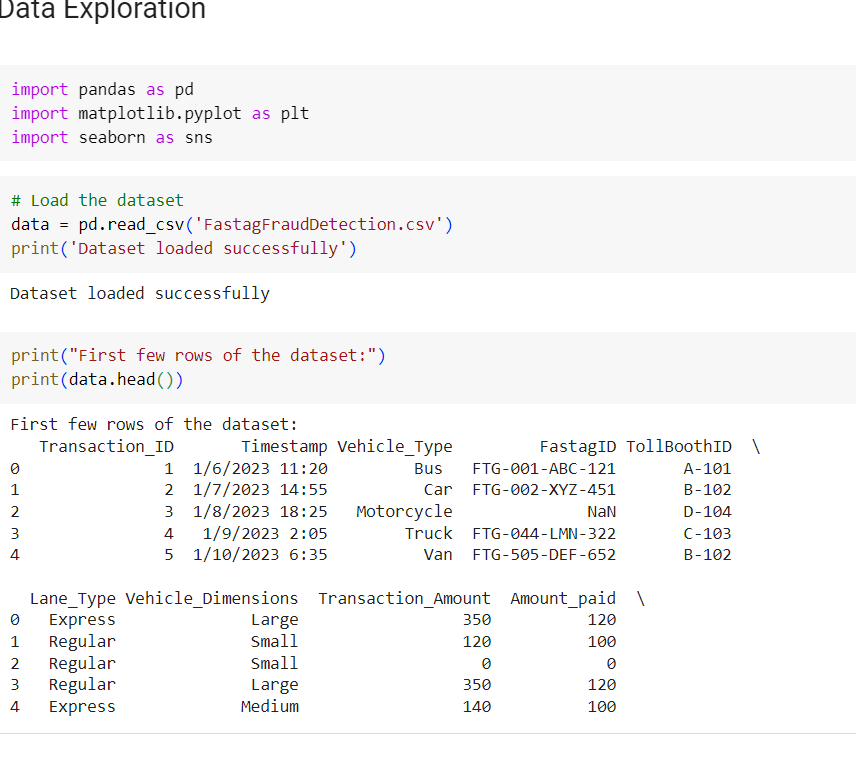 Data Exploration
import pandas as pd
import matplotlib.pyplot as plt
import seaborn as sns
# Load the dataset
data = pd.read_csv('FastagFraudDetection.csv')
print('Dataset loaded successfully')
Dataset loaded successfully
print("First few rows of the dataset:")
print(data.head())
First few rows of the dataset:
   Transaction_ID       Timestamp Vehicle_Type         FastagID TollBoothID  \
0               1  1/6/2023 11:20         Bus  FTG-001-ABC-121       A-101
1               2  1/7/2023 14:55          Car  FTG-002-XYZ-451       B-102
2               3  1/8/2023 18:25   Motorcycle              NaN       D-104
3               4   1/9/2023 2:05        Truck  FTG-044-LMN-322       C-103
4               5  1/10/2023 6:35          Van  FTG-505-DEF-652       B-102
  Lane_Type Vehicle_Dimensions  Transaction_Amount  Amount_paid  \
0   Express              Large                 350          120
1   Regular              Small                 120          100
2   Regular              Small                   0            0
3   Regular              Large                 350          120
4   Express             Medium                 140          100